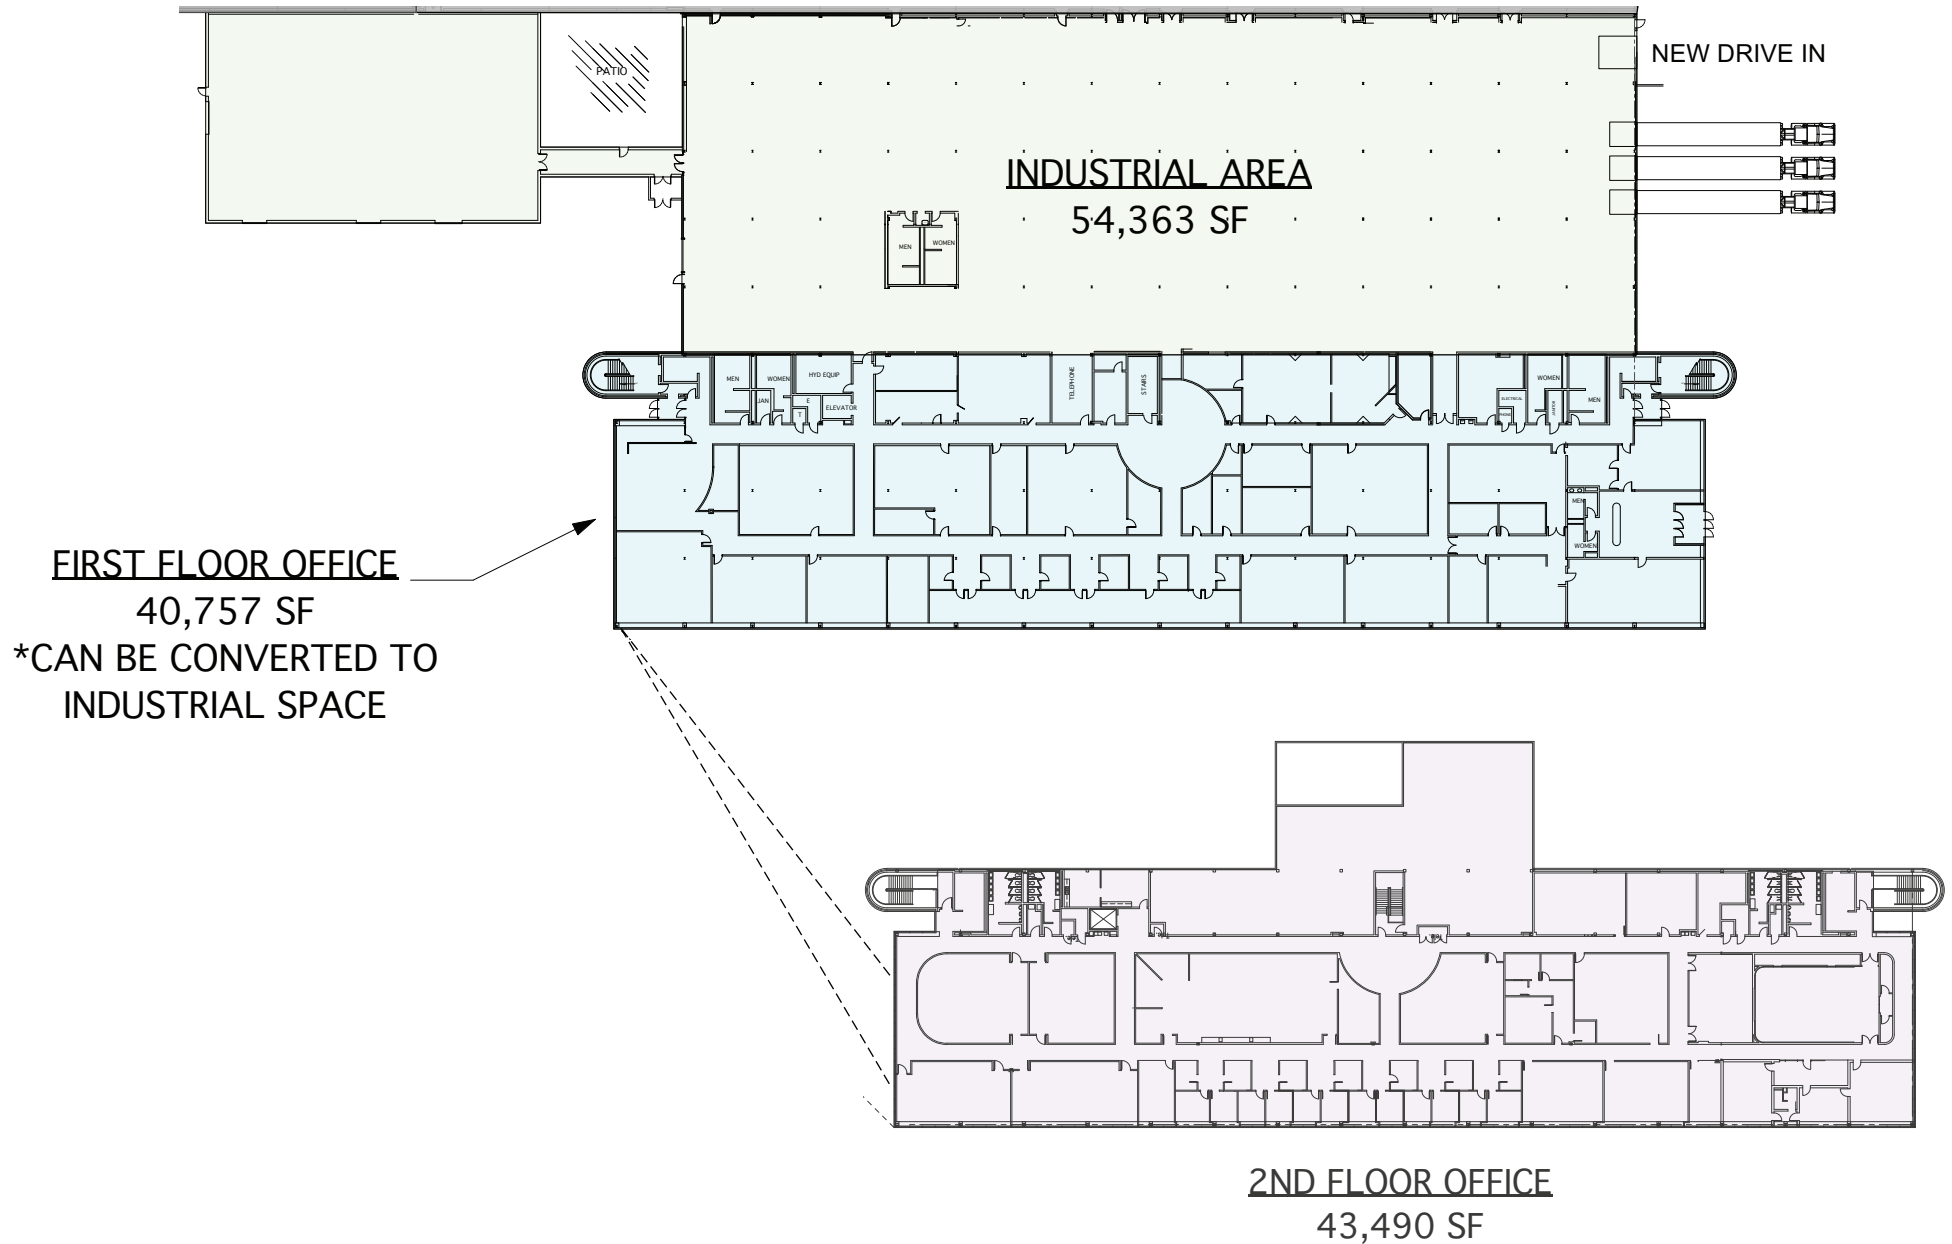 NEW DRIVE IN
PATIO
INDUSTRIAL AREA
54,363 SF
MEN
WOMEN
MEN
WOMEN
HYD EQUIP
JAN
E
T
ELEVATOR
TELEPHONE
STAIRS
ELECTRICAL
PHONE
WOMEN
JANITOR
MEN
MEN
WOMEN
FIRST FLOOR OFFICE
40,757 SF
*CAN BE CONVERTED TO
INDUSTRIAL SPACE
2ND FLOOR OFFICE
43,490 SF